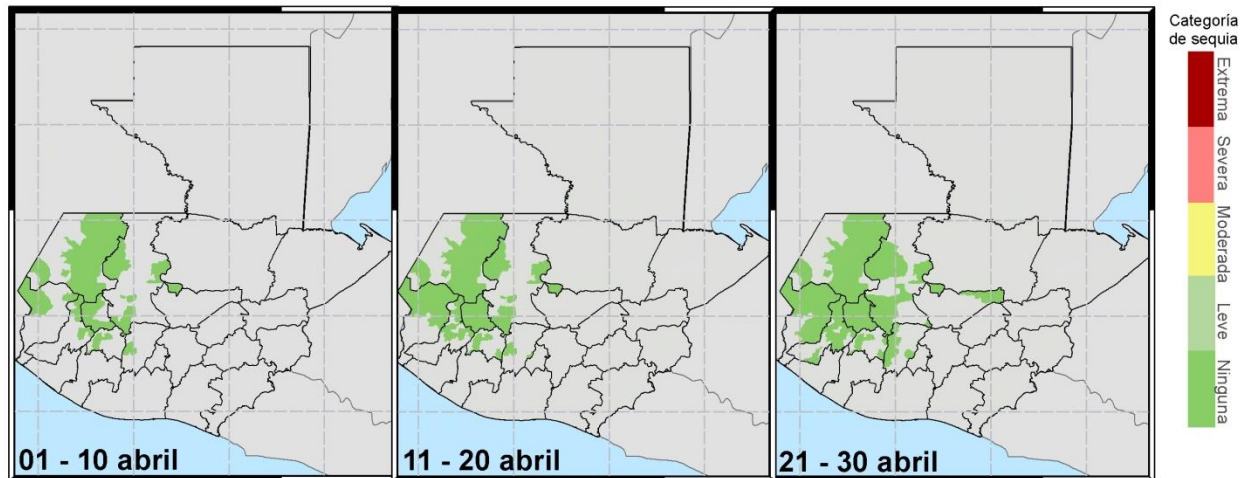 Categoría
de sequia
Extrema
Severa
Moderada
Leve
Ninguna
01 - 10 abril
11 - 20 abril
21 - 30 abril